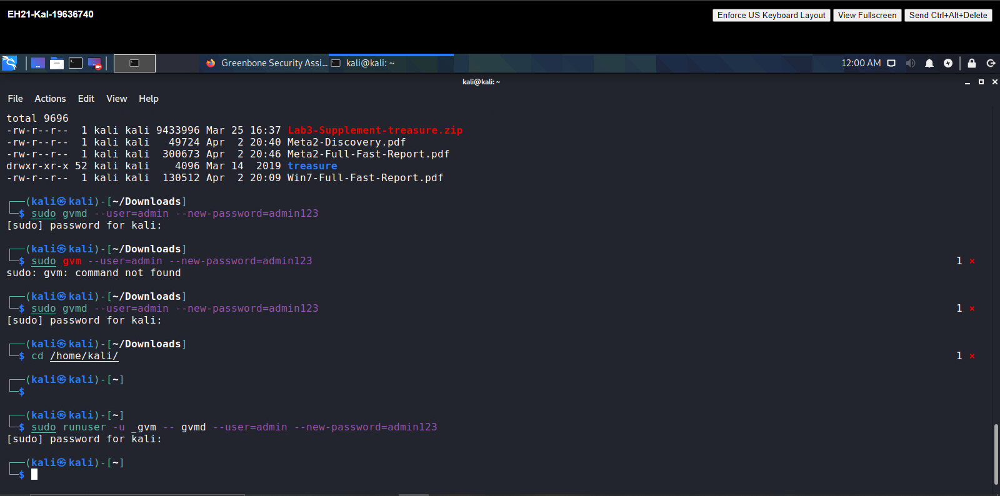 EH21-Kal-19636740
Enforce US Keyboard Layout View Fullscreen Send Ctrl+Alt+Delete
Greenbone Security Assi... kali@kali: ~ 12:00 AM
kali@kali: ~
File Actions Edit View Help
total 9696
-rw-r--r-- 1 kali kali 9433996 Mar 25 16:37 Lab3-Supplement-treasure.zip
-rw-r--r-- 1 kali kali 49724 Apr 2 20:40 Meta2-Discovery.pdf
-rw-r--r-- 1 kali kali 300673 Apr 2 20:46 Meta2-Full-Fast-Report.pdf
drwxr-xr-x 52 kali kali 4096 Mar 14 2019 treasure
-rw-r--r-- 1 kali kali 130512 Apr 2 20:09 Win7-Full-Fast-Report.pdf
┌──(kali㉿kali)-[~/Downloads]
└─$ sudo gvmd --user=admin --new-password=admin123
[sudo] password for kali:
┌──(kali㉿kali)-[~/Downloads]
└─$ sudo gvm --user=admin --new-password=admin123 1 ⨯
sudo: gvm: command not found
┌──(kali㉿kali)-[~/Downloads]
└─$ sudo gvmd --user=admin --new-password=admin123 1 ⨯
[sudo] password for kali:
┌──(kali㉿kali)-[~/Downloads]
└─$ cd /home/kali/ 1 ⨯
┌──(kali㉿kali)-[~]
└─$
┌──(kali㉿kali)-[~]
└─$ sudo runuser -u _gvm -- gvmd --user=admin --new-password=admin123
[sudo] password for kali:
┌──(kali㉿kali)-[~]
└─$